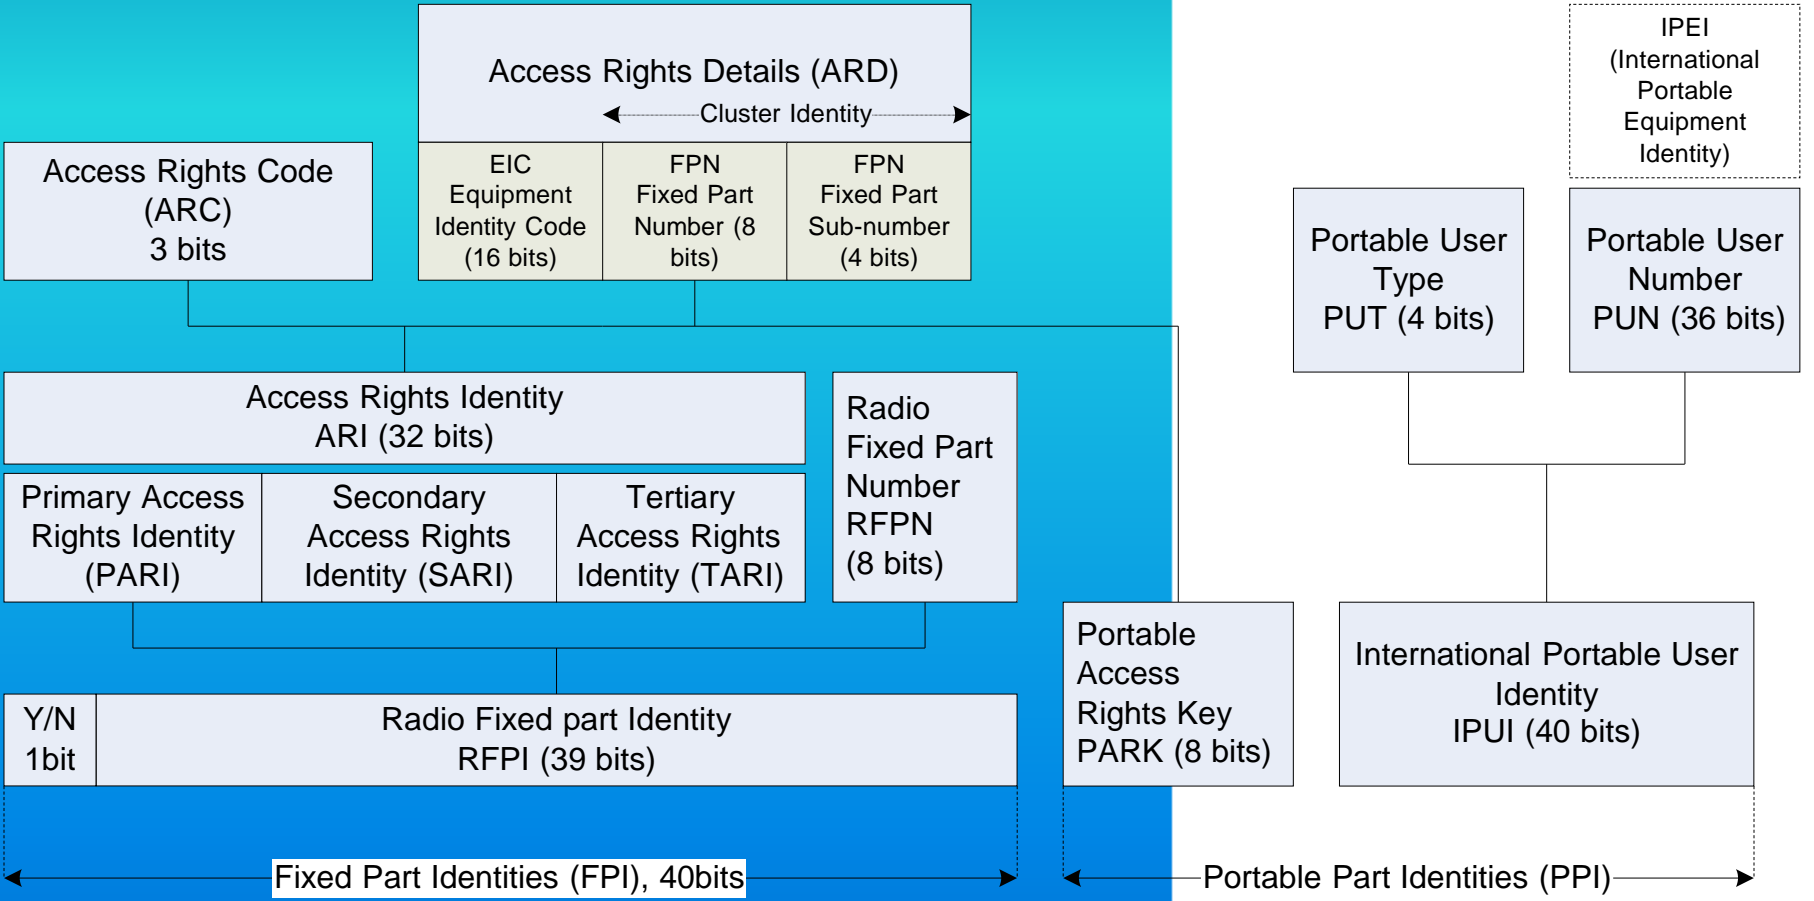 Access Rights Details (ARD)
Cluster Identity
IPEI
(International
Portable
Equipment
Identity)
Access Rights Code
(ARC)
3 bits
EIC
Equipment
Identity Code
(16 bits)
FPN
Fixed Part
Number (8
bits)
FPN
Fixed Part
Sub-number
(4 bits)
Portable User
Type
PUT (4 bits)
Portable User
Number
PUN (36 bits)
Access Rights Identity
ARI (32 bits)
Radio
Fixed Part
Number
RFPN
(8 bits)
Primary Access
Rights Identity
(PARI)
Secondary
Access Rights
Identity (SARI)
Tertiary
Access Rights
Identity (TARI)
Portable
Access
Rights Key
PARK (8 bits)
International Portable User
Identity
IPUI (40 bits)
Y/N
1bit
Radio Fixed part Identity
RFPI (39 bits)
Fixed Part Identities (FPI), 40bits
Portable Part Identities (PPI)